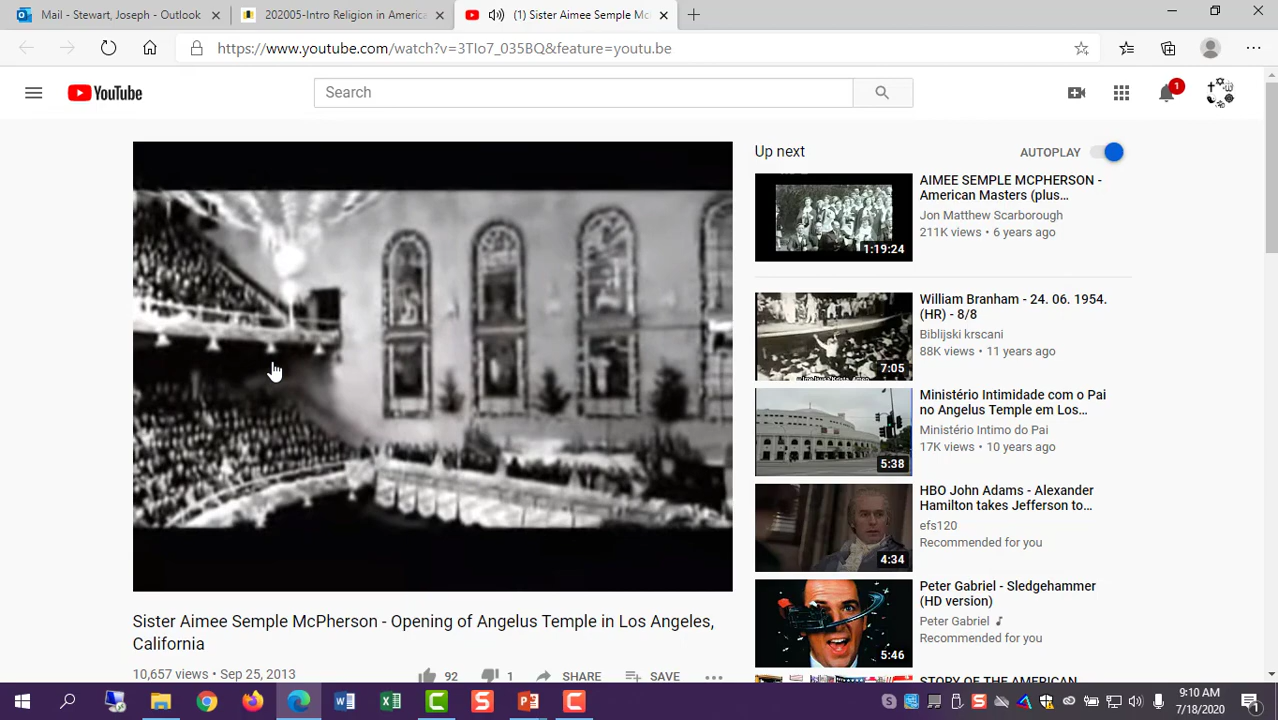 Mail - Stewart, Joseph - Outlook
202005-Intro Religion in America
(1) Sister Aimee Semple Mc
https://www.youtube.com/watch?v=3TIo7_035BQ&feature=youtu.be
YouTube
Search
1
Up next
AUTOPLAY
AIMEE SEMPLE MCPHERSON -
American Masters (plus...
Jon Matthew Scarborough
211K views • 6 years ago
1:19:24
William Branham - 24. 06. 1954.
(HR) - 8/8
Biblijski krscani
88K views • 11 years ago
7:05
Ministério Intimidade com o Pai
no Angelus Temple em Los...
Ministério Intimo do Pai
17K views • 10 years ago
5:38
HBO John Adams - Alexander
Hamilton takes Jefferson to...
efs120
Recommended for you
4:34
Peter Gabriel - Sledgehammer
(HD version)
Peter Gabriel
Recommended for you
5:46
STORY OF THE AMERICAN
Sister Aimee Semple McPherson - Opening of Angelus Temple in Los Angeles,
California
10,657 views • Sep 25, 2013
92
1
SHARE
SAVE
9:10 AM
7/18/2020
1